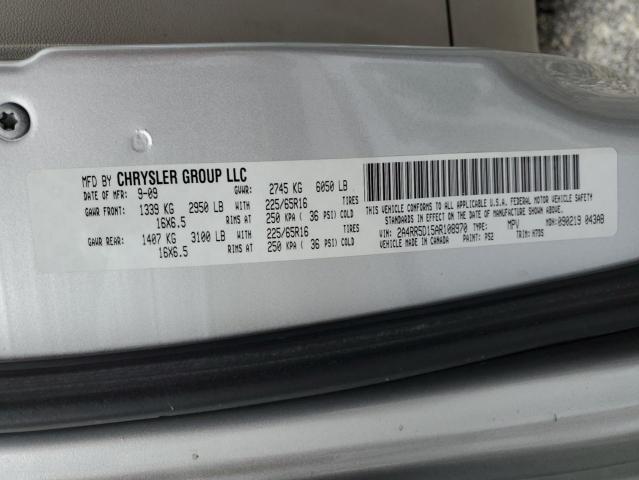 MFD BY CHRYSLER GROUP LLC
DATE OF MFR: 9-09 GVWR: 2745 KG 6050 LB
GAWR FRONT: 1339 KG 2950 LB WITH 225/65R16 TIRES
16X6.5 RIMS AT 250 KPA ( 36 PSI) COLD
GAWR REAR: 1407 KG 3100 LB WITH 225/65R16 TIRES
16X6.5 RIMS AT 250 KPA ( 36 PSI) COLD
THIS VEHICLE CONFORMS TO ALL APPLICABLE U.S.A. FEDERAL MOTOR VEHICLE SAFETY
STANDARDS IN EFFECT ON THE DATE OF MANUFACTURE SHOWN ABOVE.
VIN: 2A4RR5D15AR108970 TYPE: MPV MDH: 090219 043AB
VEHICLE MADE IN CANADA PAINT: PS2 TRIM: H7DS